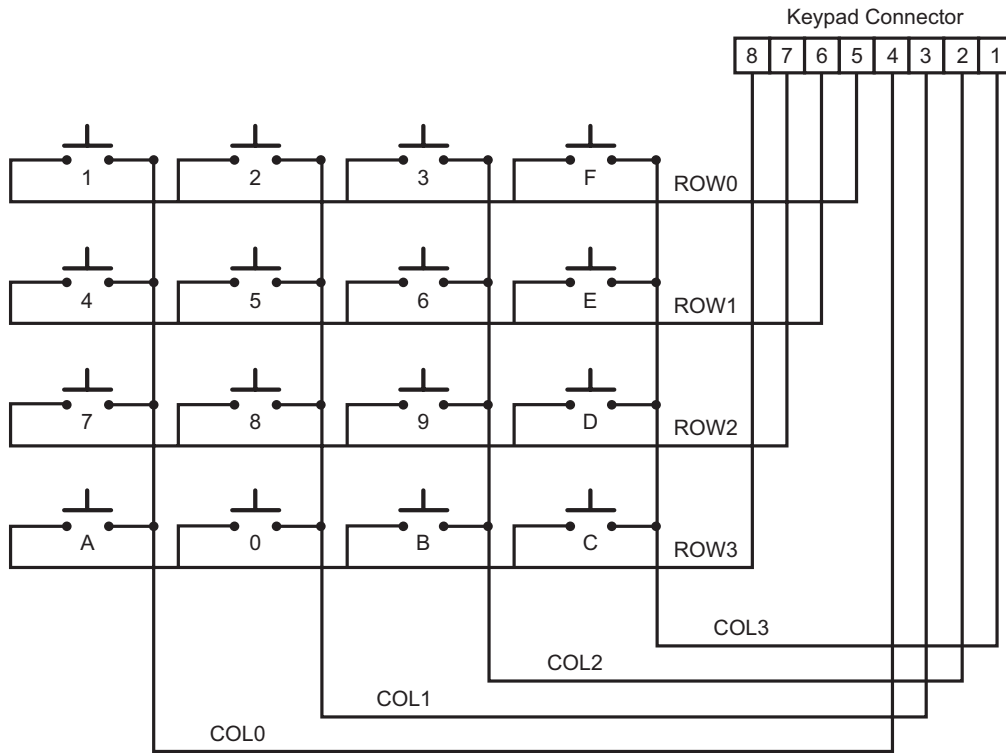 Keypad Connector
8 7 6 5 4 3 2 1
1 2 3 F
ROW0
4 5 6 E
ROW1
7 8 9 D
ROW2
A 0 B C
ROW3
COL3
COL2
COL1
COL0